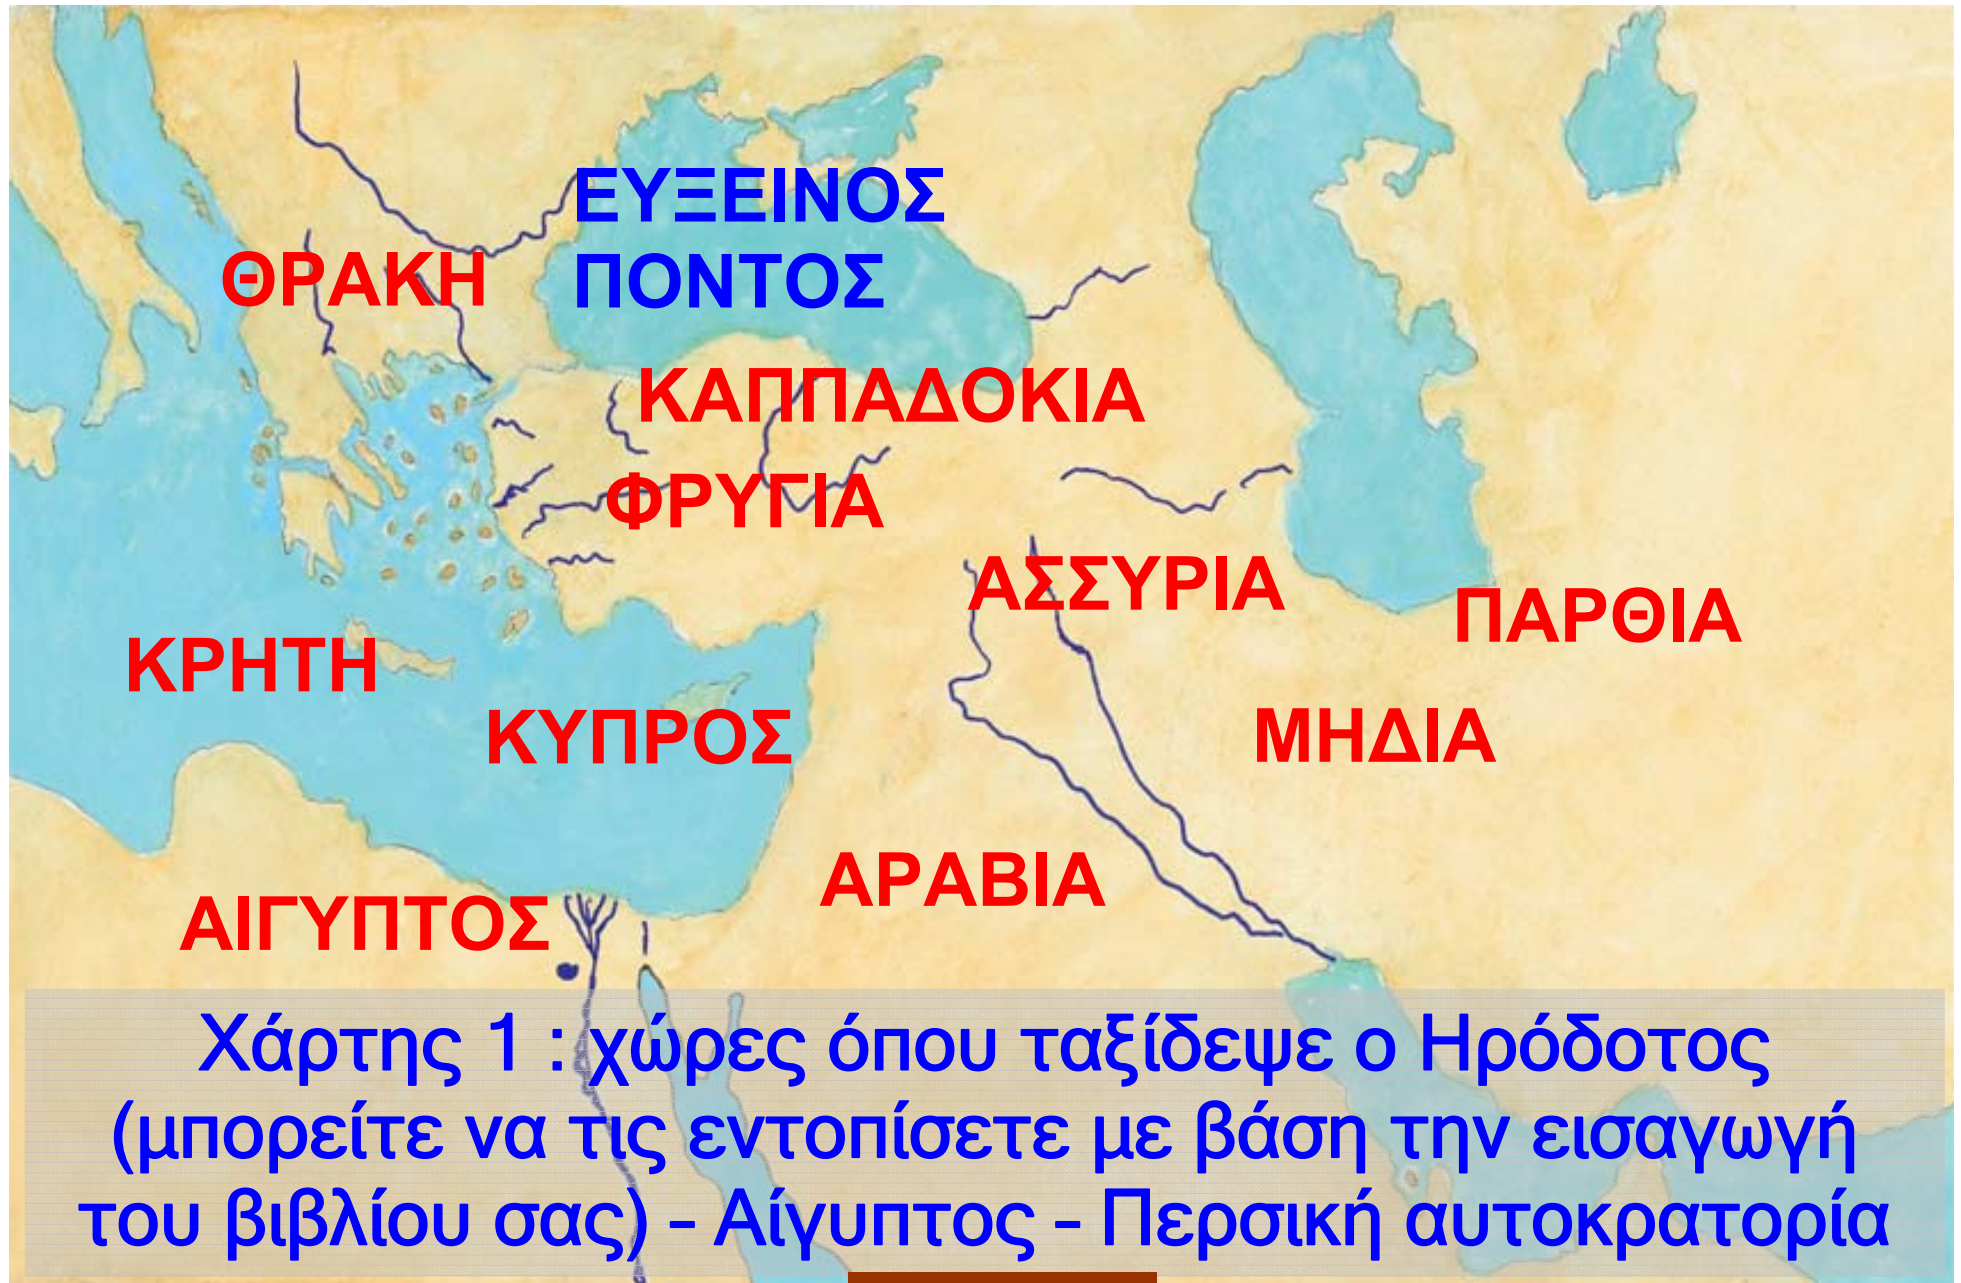 ΕΥΞΕΙΝΟΣ
ΠΟΝΤΟΣ
ΘΡΑΚΗ
ΚΑΠΠΑΔΟΚΙΑ
ΦΡΥΓΙΑ
ΑΣΣΥΡΙΑ
ΠΑΡΘΙΑ
ΚΡΗΤΗ
ΚΥΠΡΟΣ
ΜΗΔΙΑ
ΑΡΑΒΙΑ
ΑΙΓΥΠΤΟΣ
Χάρτης 1 : χώρες όπου ταξίδεψε ο Ηρόδοτος
(μπορείτε να τις εντοπίσετε με βάση την εισαγωγή
του βιβλίου σας) - Αίγυπτος - Περσική αυτοκρατορία